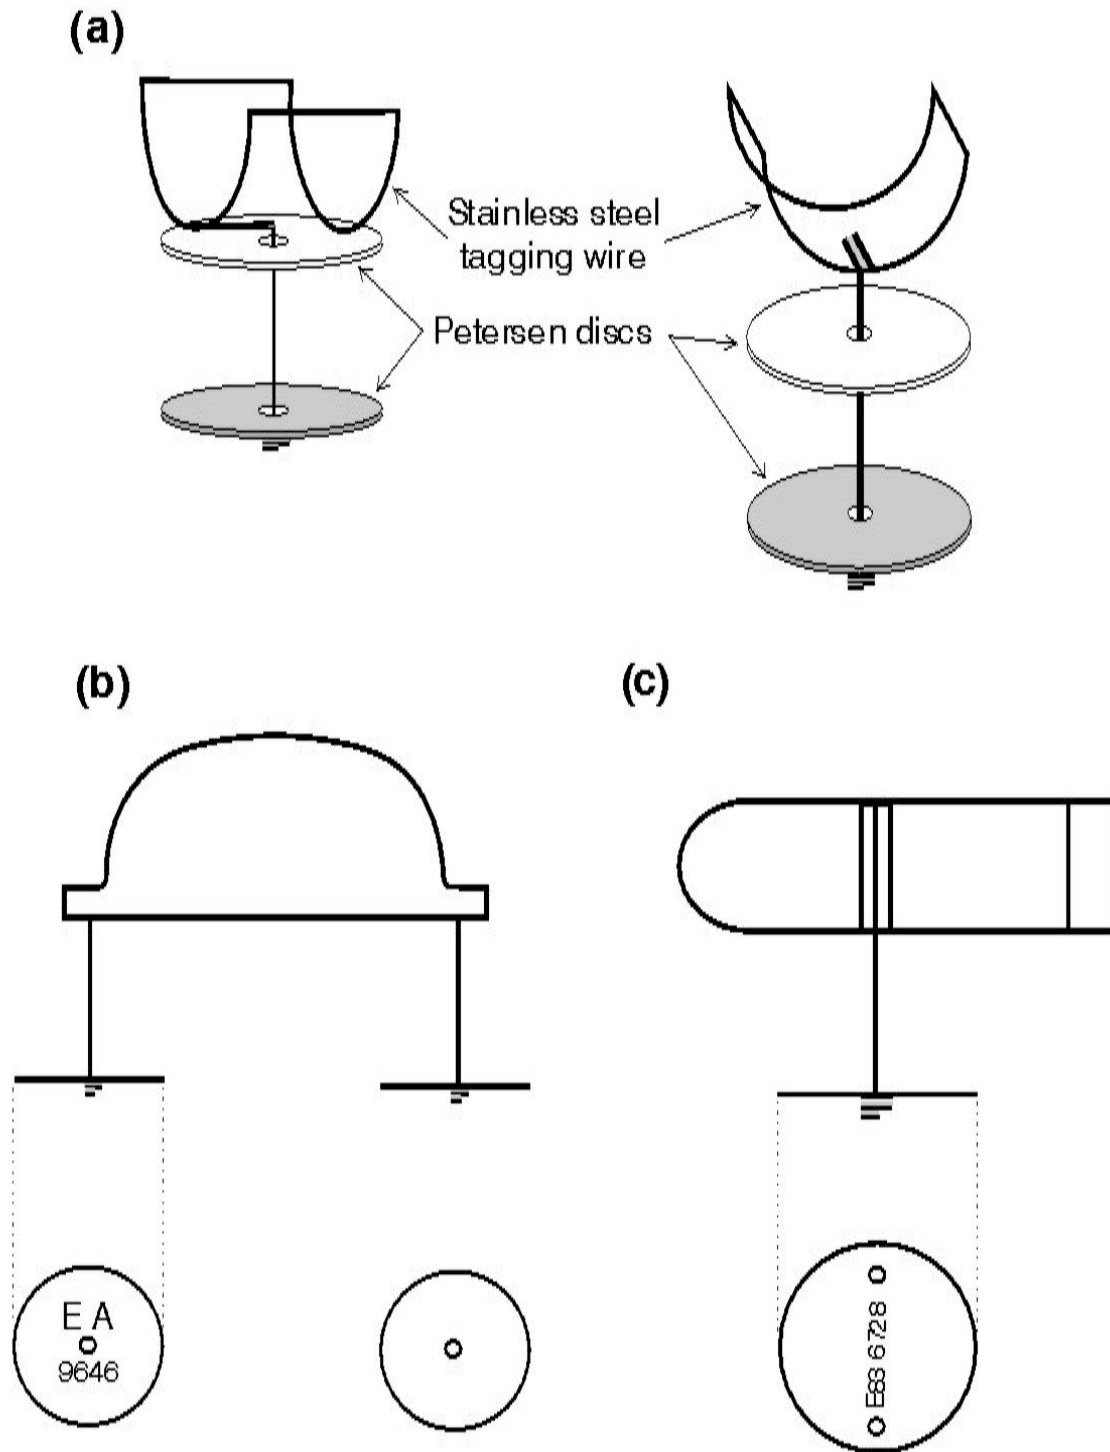 (a)
Stainless steel
tagging wire
Petersen discs
(b)
(c)
E A
9646
E83 6728